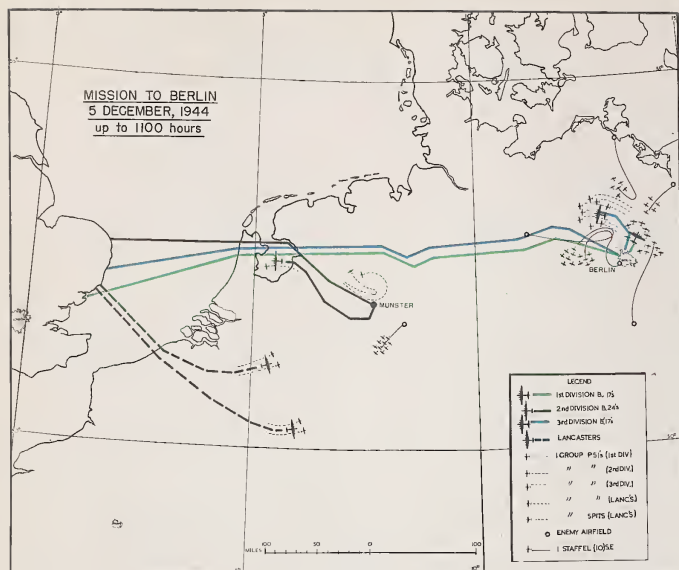 MISSION TO BERLIN
5 DECEMBER, 1944
up to 1100 hours
BERLIN
MUNSTER
LEGEND
1st DIVISION B, 17's
2nd DIVISION B,24's
3rd DIVISION B,17's
LANCASTERS
1 GROUP P51's (1st DIV)
" " (2nd DIV.)
" " (3rd DIV.)
" " (LANC'S)
" SPITS (LANC'S)
ENEMY AIRFIELD
1 STAFFEL (10) S.E
100 50 0 100
MILES